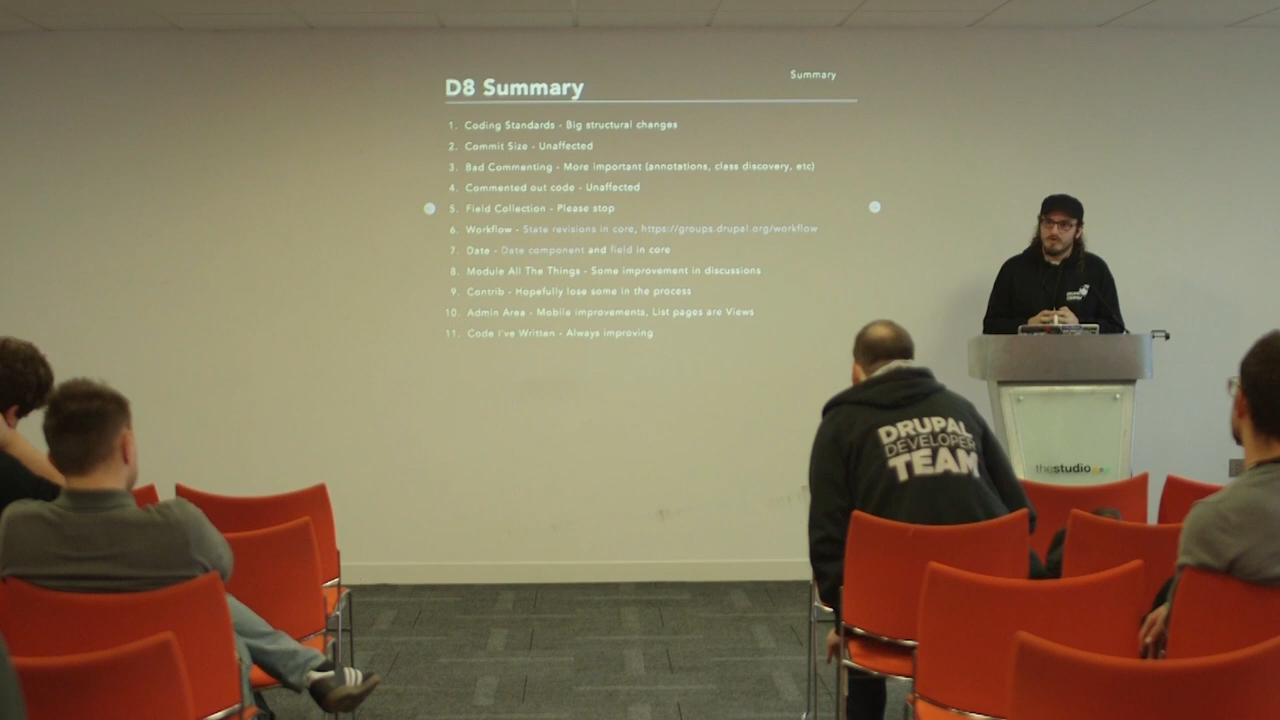 Summary
D8 Summary
1. Coding Standards - Big structural changes
2. Commit Size - Unaffected
3. Bad Commenting - More important (annotations, class discovery, etc)
4. Commented out code - Unaffected
5. Field Collection - Please stop
6. Workflow - State revisions in core, https://groups.drupal.org/workflow
7. Date - Date component and field in core
8. Module All The Things - Some improvement in discussions
9. Contrib - Hopefully lose some in the process
10. Admin Area - Mobile improvements, List pages are Views
11. Code I've Written - Always improving
DRUPAL
DEVELOPER
TEAM
thestudio